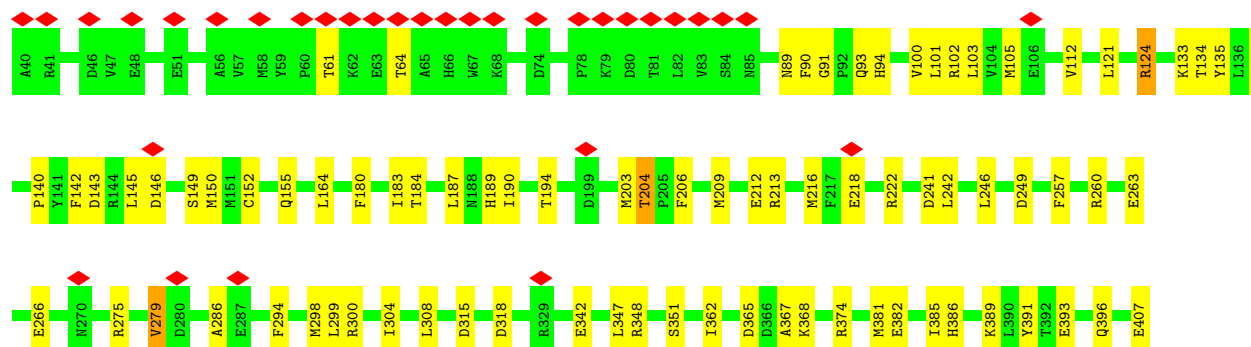 A40 R41 D46 V47 E48 E51 A56 V57 M58 Y59 P60 T61 K62 E63 T64 A65 H66 W67 K68 D74 P78 K79 D80 T81 L82 V83 S84 N85 N89 F90 G91 P92 Q93 H94 V100 L101 R102 L103 V104 M105 E106 V112 L121 R124 K133 T134 Y135 L136
P140 Y141 F142 D143 R144 L145 D146 S149 M150 M151 C152 Q155 L164 F180 I183 T184 L187 N188 H189 I190 T194 D199 M203 T204 P205 F206 M209 E212 R213 M216 F217 E218 R222 D241 L242 L246 D249 F257 R260 E263
E266 N270 R275 V279 D280 A286 E287 F294 M298 L299 R300 I304 L308 D315 D318 R329 E342 L347 R348 S351 I362 D365 D366 A367 K368 R374 M381 E382 I385 H386 K389 L390 Y391 T392 E393 Q396 E407